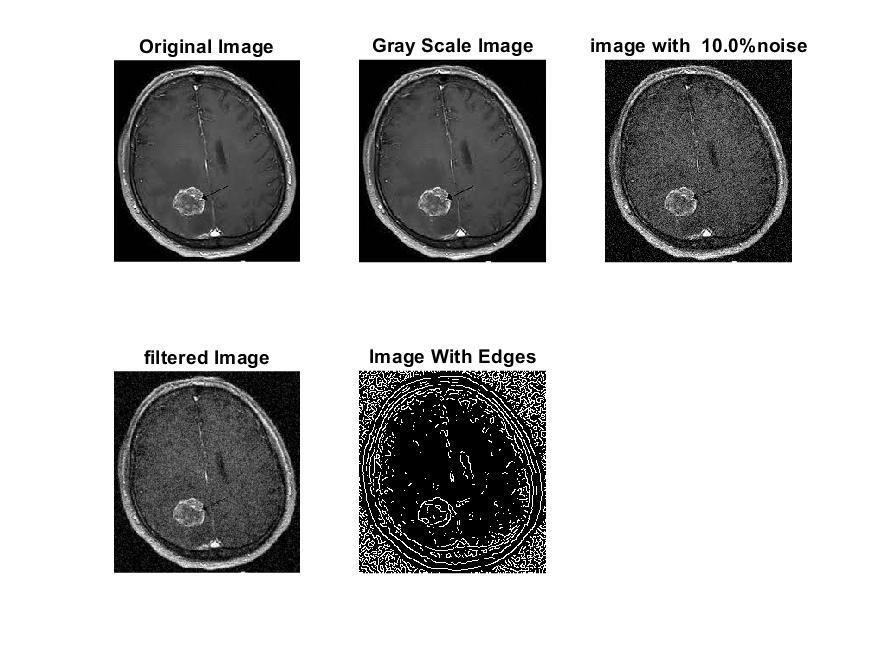 Original Image
Gray Scale Image
image with  10.0%noise
filtered Image
Image With Edges